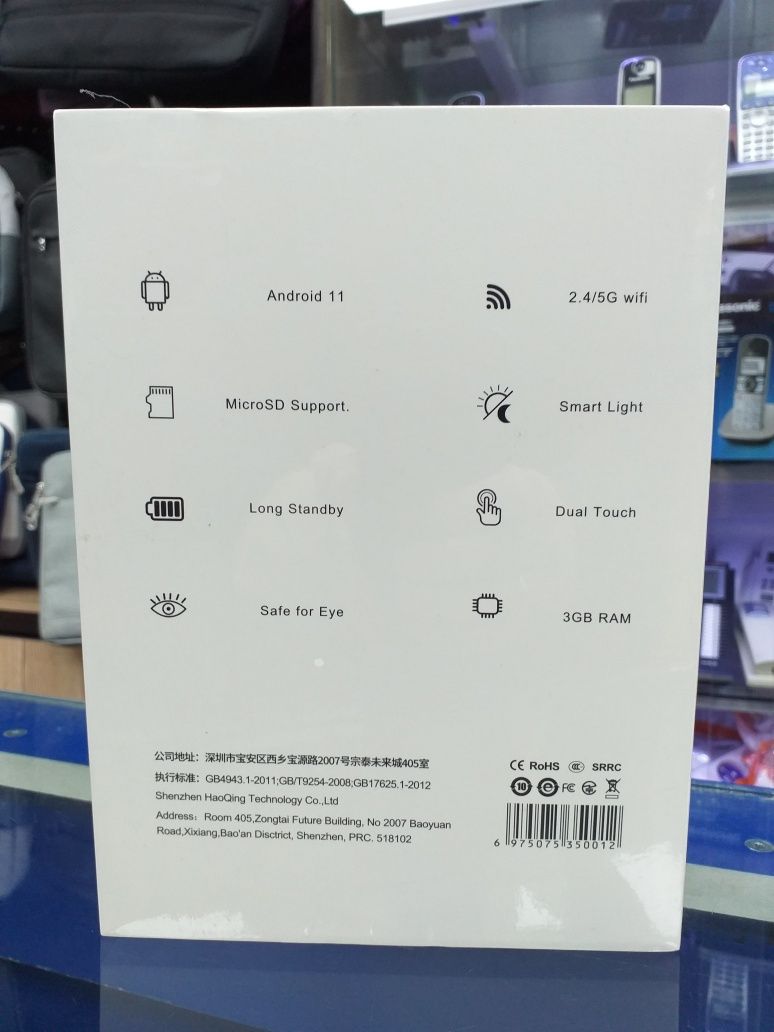 Android 11
2.4/5G wifi
MicroSD Support.
Smart Light
Long Standby
Dual Touch
Safe for Eye
3GB RAM
公司地址：深圳市宝安区西乡宝源路2007号宗泰未来城405室
执行标准：GB4943.1-2011;GB/T9254-2008;GB17625.1-2012
Shenzhen HaoQing Technology Co.,Ltd
Address：Room 405,Zongtai Future Building, No 2007 Baoyuan
Road,Xixiang,Bao'an Disctrict, Shenzhen, PRC. 518102
CE RoHS CCC SRRC
10 e FC
6 975075 350012